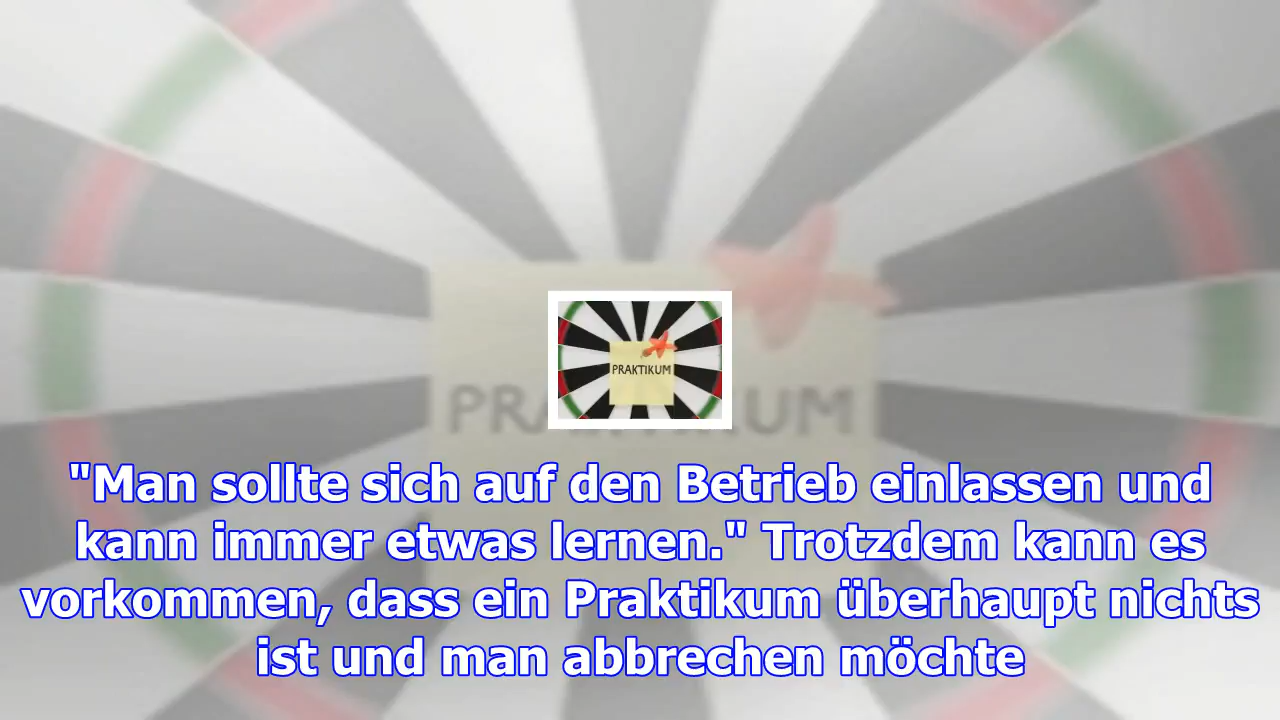 PRAKTIKUM
PRAKTIKUM
"Man sollte sich auf den Betrieb einlassen und
kann immer etwas lernen." Trotzdem kann es
vorkommen, dass ein Praktikum überhaupt nichts
ist und man abbrechen möchte